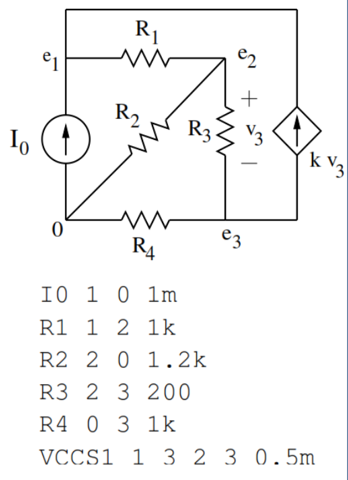 R1
e1
e2
R2
+
I0
R3
v3
−
k v3
0
R4
e3
I0 1 0 1m
R1 1 2 1k
R2 2 0 1.2k
R3 2 3 200
R4 0 3 1k
VCCS1 1 3 2 3 0.5m